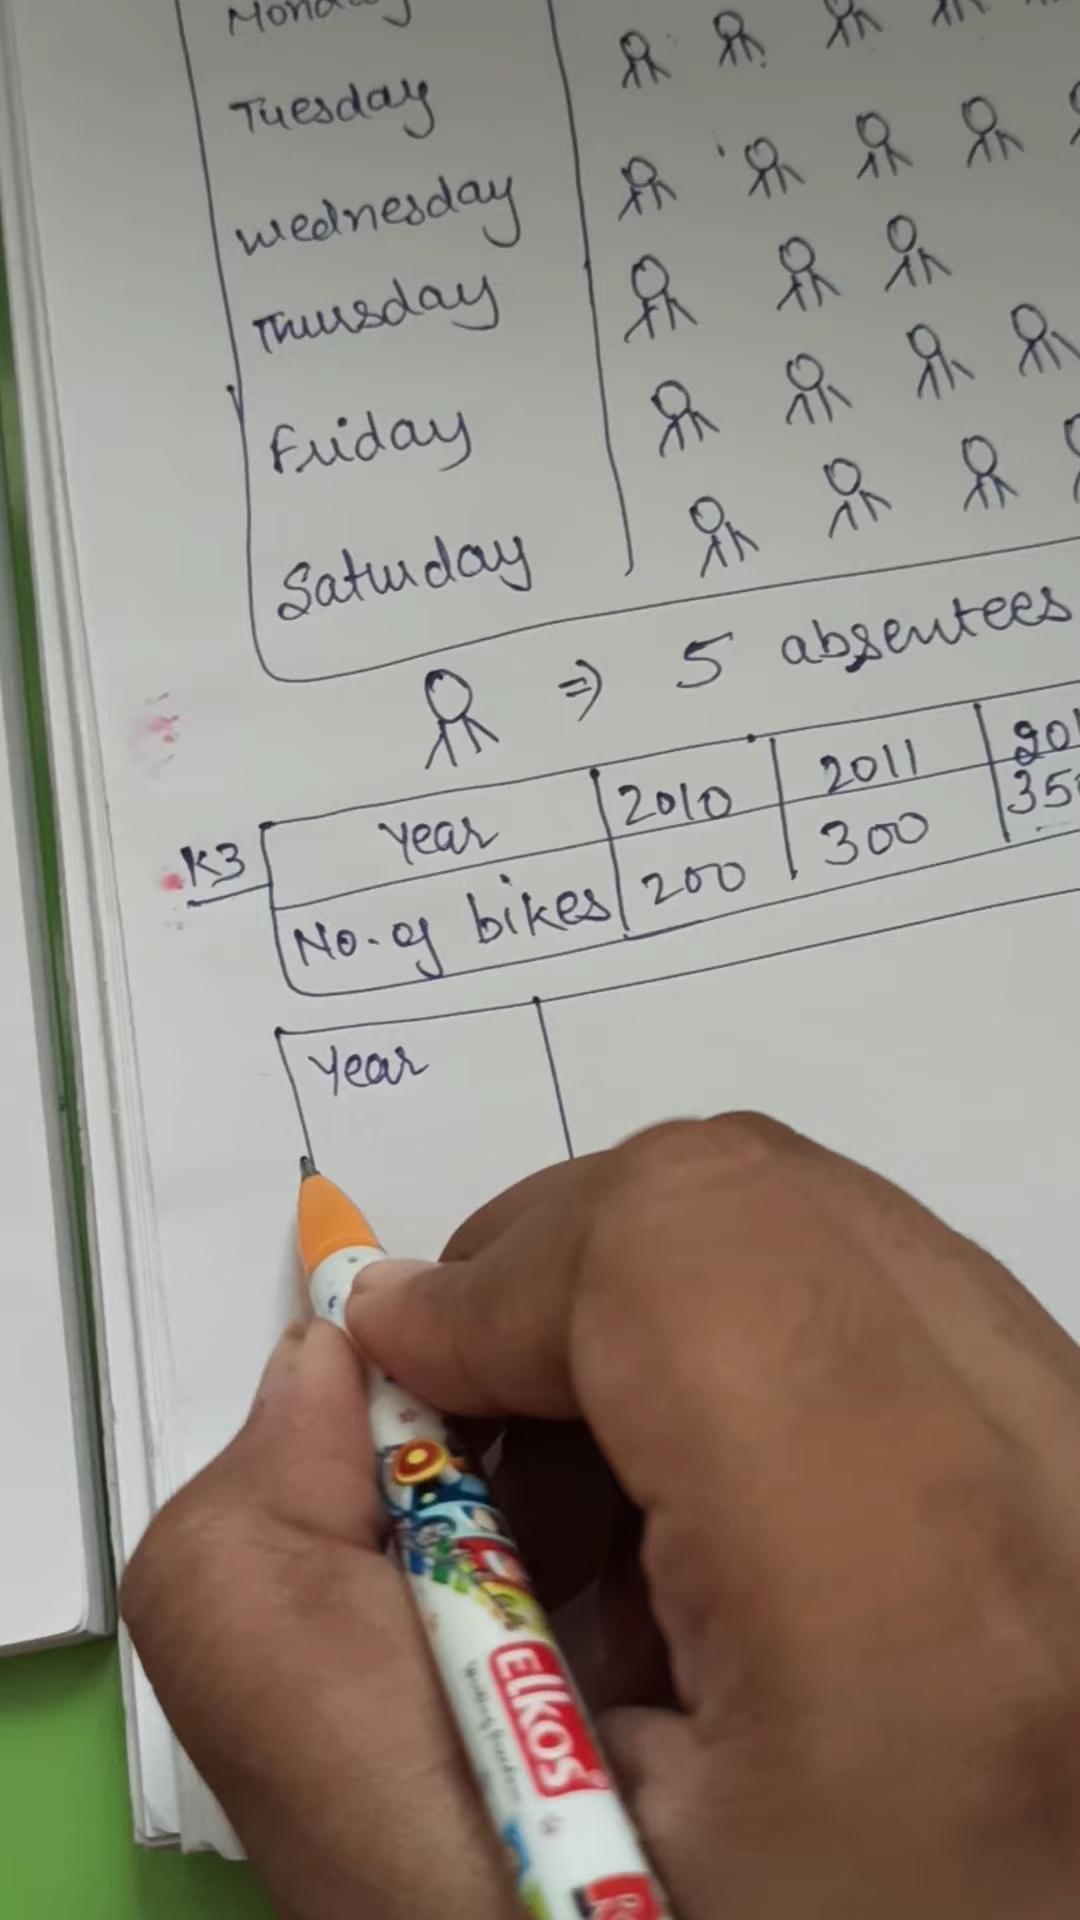 Tuesday
Wednesday
Thursday
Friday
Saturday
⇒ 5 absentees
K3
Year 2010 2011
No. of bikes 200 300
Year
Elkos